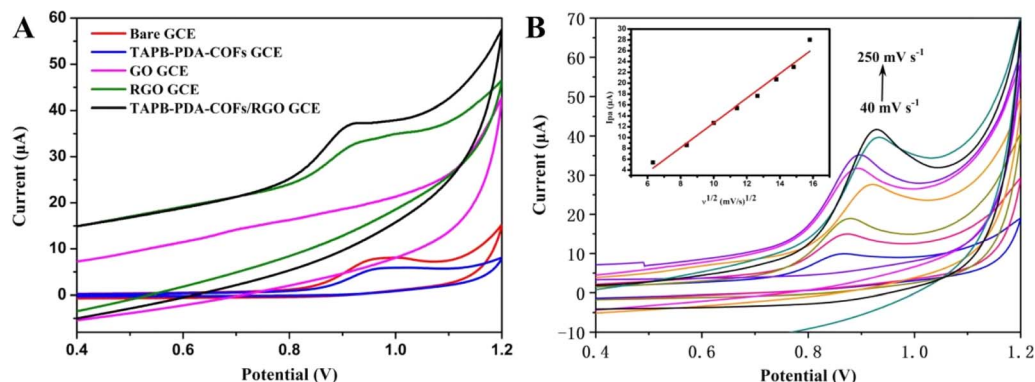 A
Bare GCE
TAPB-PDA-COFs GCE
GO GCE
RGO GCE
TAPB-PDA-COFs/RGO GCE
60
50
40
30
20
10
0
Current (μA)
0.4 0.6 0.8 1.0 1.2
Potential (V)
B
70
60
50
40
30
20
10
0
−10
Current (μA)
0.4 0.6 0.8 1.0 1.2
Potential (V)
250 mV s-1
40 mV s-1
30
28
26
24
22
20
18
16
14
12
10
8
6
4
Ipa (μA)
6 8 10 12 14 16
v1/2 (mV/s)1/2